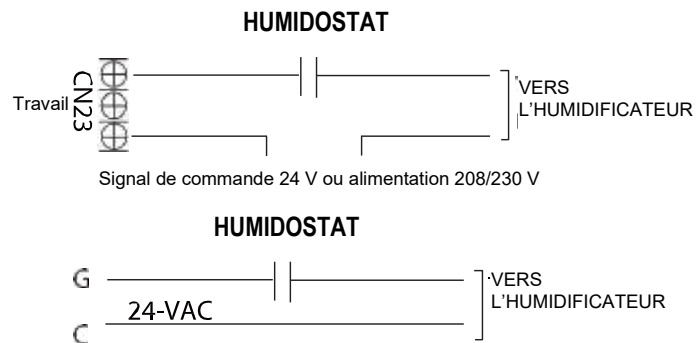 HUMIDOSTAT
CN23
Travail
VERS
L'HUMIDIFICATEUR
Signal de commande 24 V ou alimentation 208/230 V
HUMIDOSTAT
G
VERS
L'HUMIDIFICATEUR
24-VAC
C